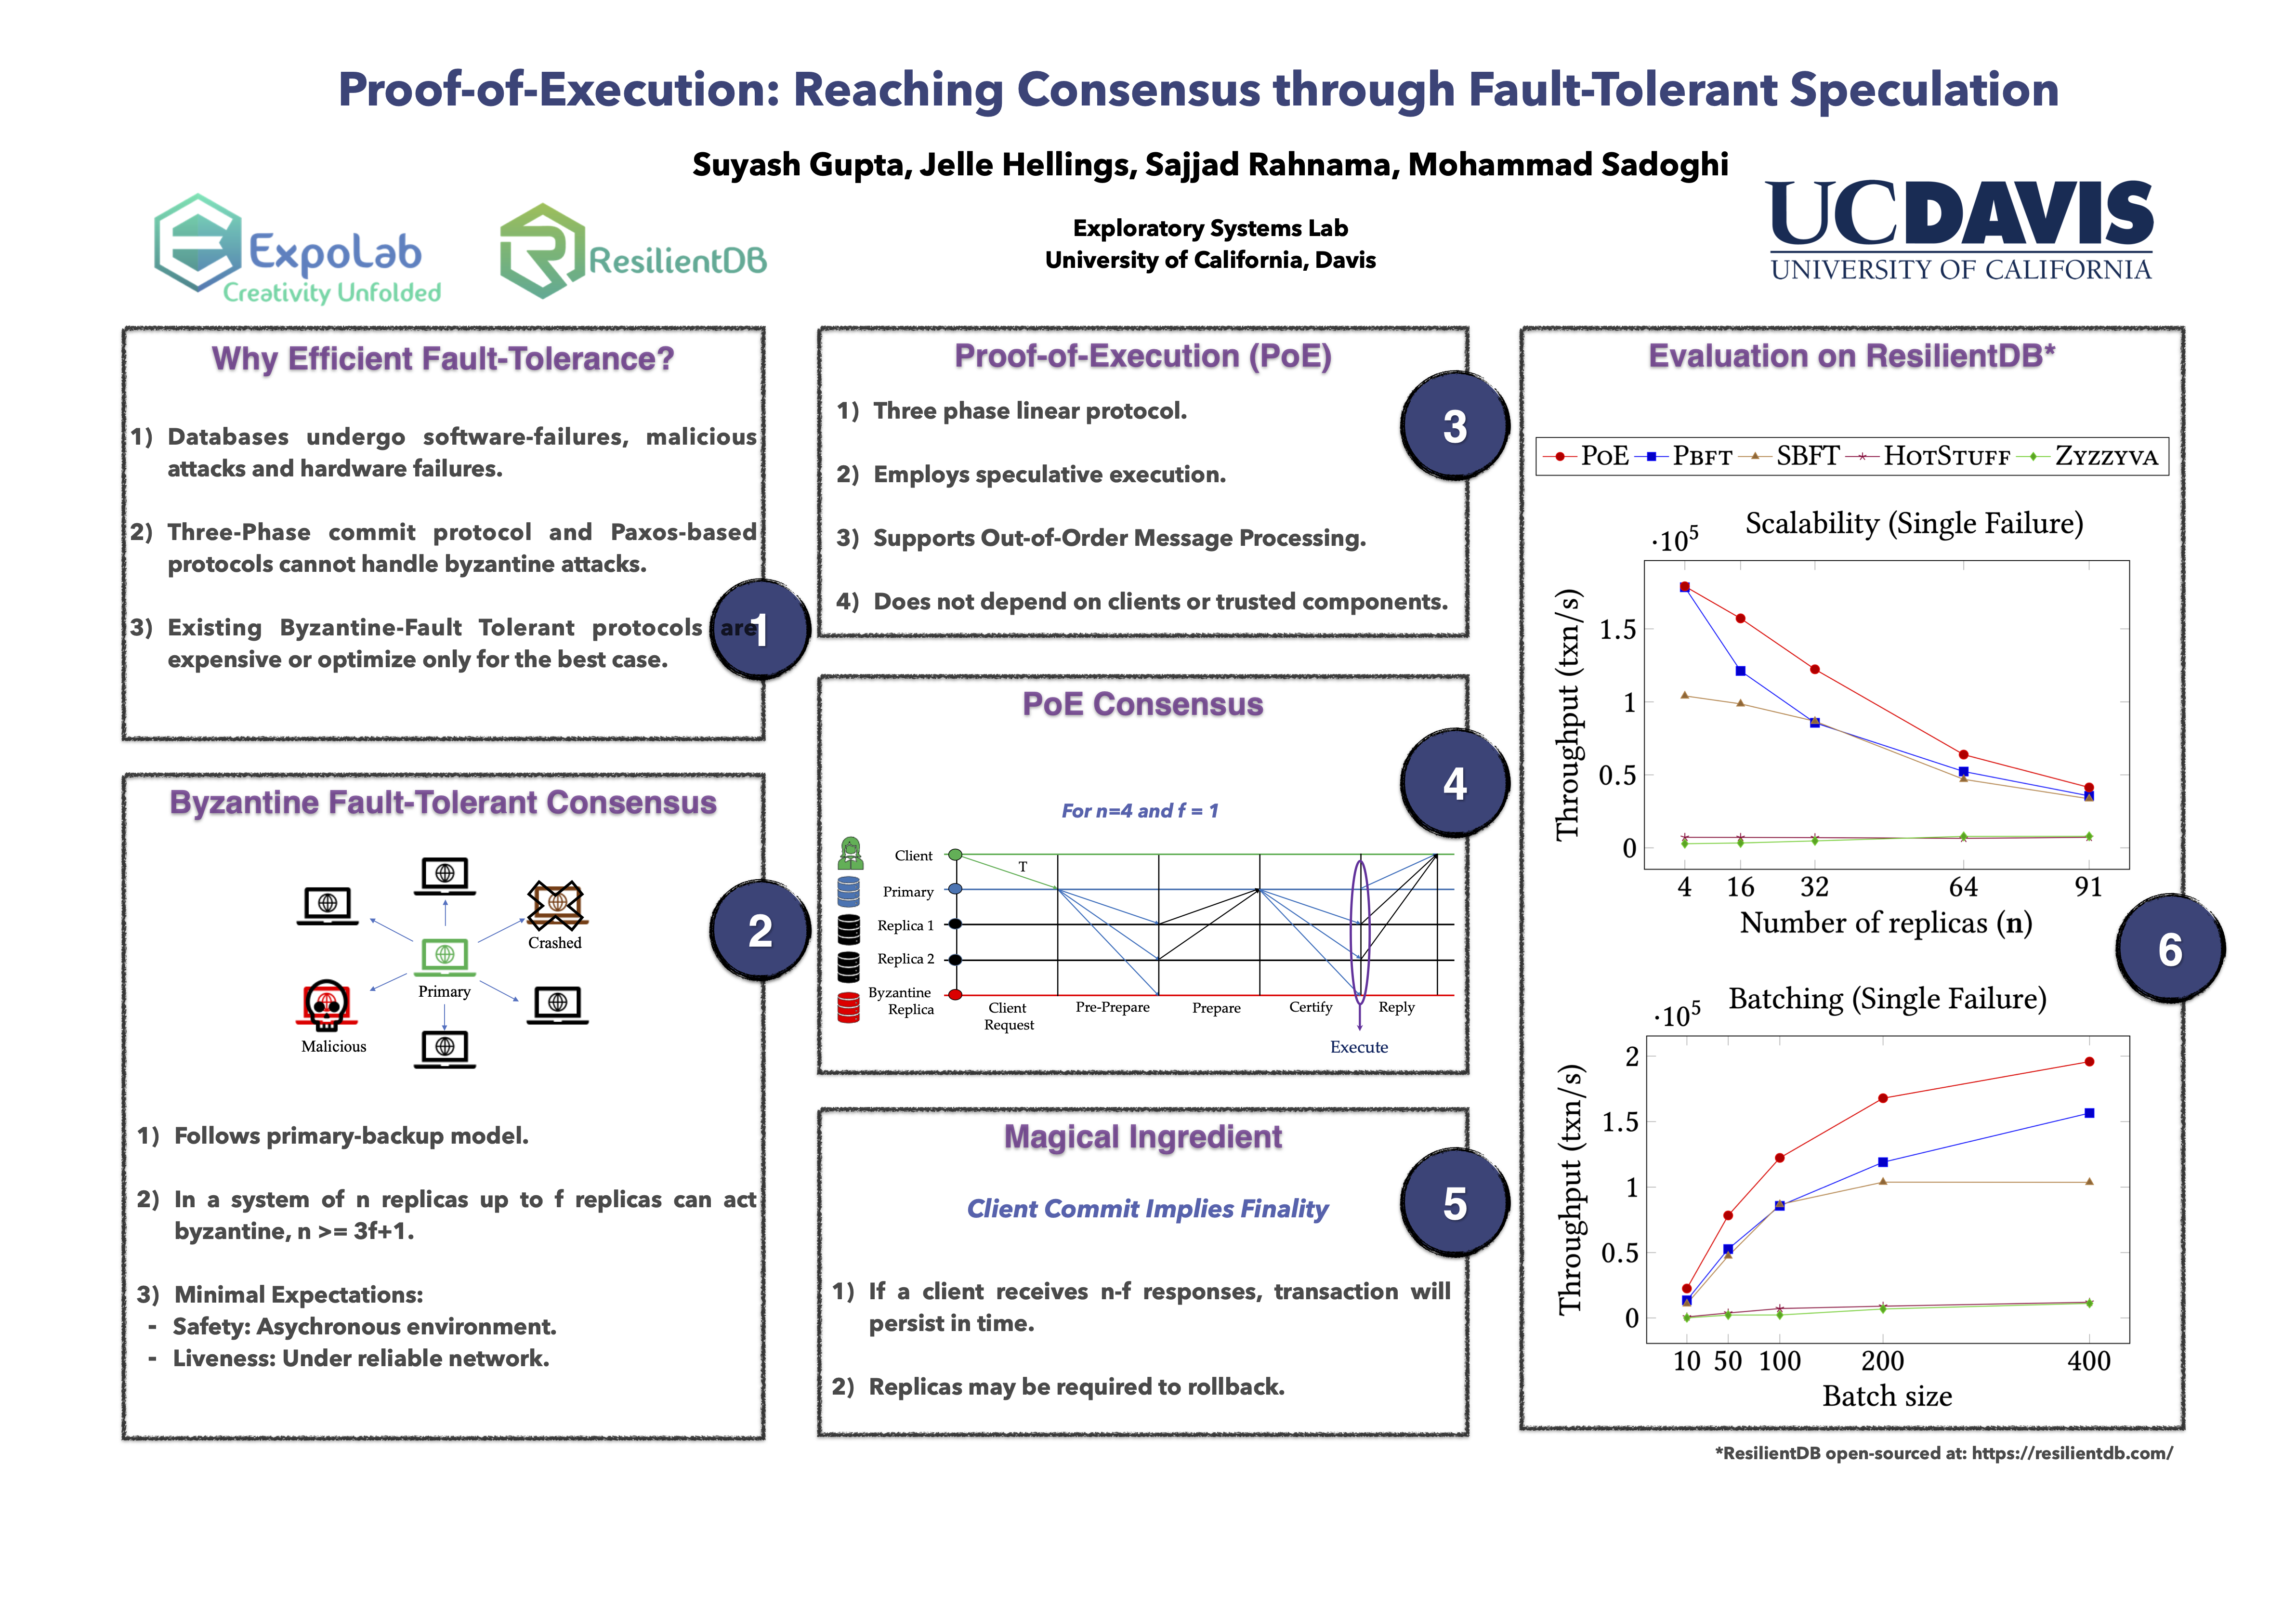 Proof-of-Execution: Reaching Consensus through Fault-Tolerant Speculation
Suyash Gupta, Jelle Hellings, Sajjad Rahnama, Mohammad Sadoghi
Exploratory Systems Lab
University of California, Davis
ExpoLab
Creativity Unfolded
ResilientDB
UCDAVIS
UNIVERSITY OF CALIFORNIA
Why Efficient Fault-Tolerance?
1) Databases undergo software-failures, malicious
attacks and hardware failures.
2) Three-Phase commit protocol and Paxos-based
protocols cannot handle byzantine attacks.
3) Existing Byzantine-Fault Tolerant protocols are
expensive or optimize only for the best case.
1
Byzantine Fault-Tolerant Consensus
Crashed
Primary
Malicious
2
1) Follows primary-backup model.
2) In a system of n replicas up to f replicas can act
byzantine, n >= 3f+1.
3) Minimal Expectations:
- Safety: Asychronous environment.
- Liveness: Under reliable network.
Proof-of-Execution (PoE)
1) Three phase linear protocol.
2) Employs speculative execution.
3) Supports Out-of-Order Message Processing.
4) Does not depend on clients or trusted components.
3
PoE Consensus
4
For n=4 and f = 1
Client
T
Primary
Replica 1
Replica 2
Byzantine
Replica
Client
Request
Pre-Prepare
Prepare
Certify
Reply
Execute
Magical Ingredient
Client Commit Implies Finality
5
1) If a client receives n-f responses, transaction will
persist in time.
2) Replicas may be required to rollback.
Evaluation on ResilientDB*
PoE PBFT SBFT HOTSTUFF ZYZZYVA
Scalability (Single Failure)
·10⁵
Throughput (txn/s)
1.5
1
0.5
0
4 16 32 64 91
Number of replicas (n)
6
Batching (Single Failure)
·10⁵
Throughput (txn/s)
2
1.5
1
0.5
0
10 50 100 200 400
Batch size
*ResilientDB open-sourced at: https://resilientdb.com/